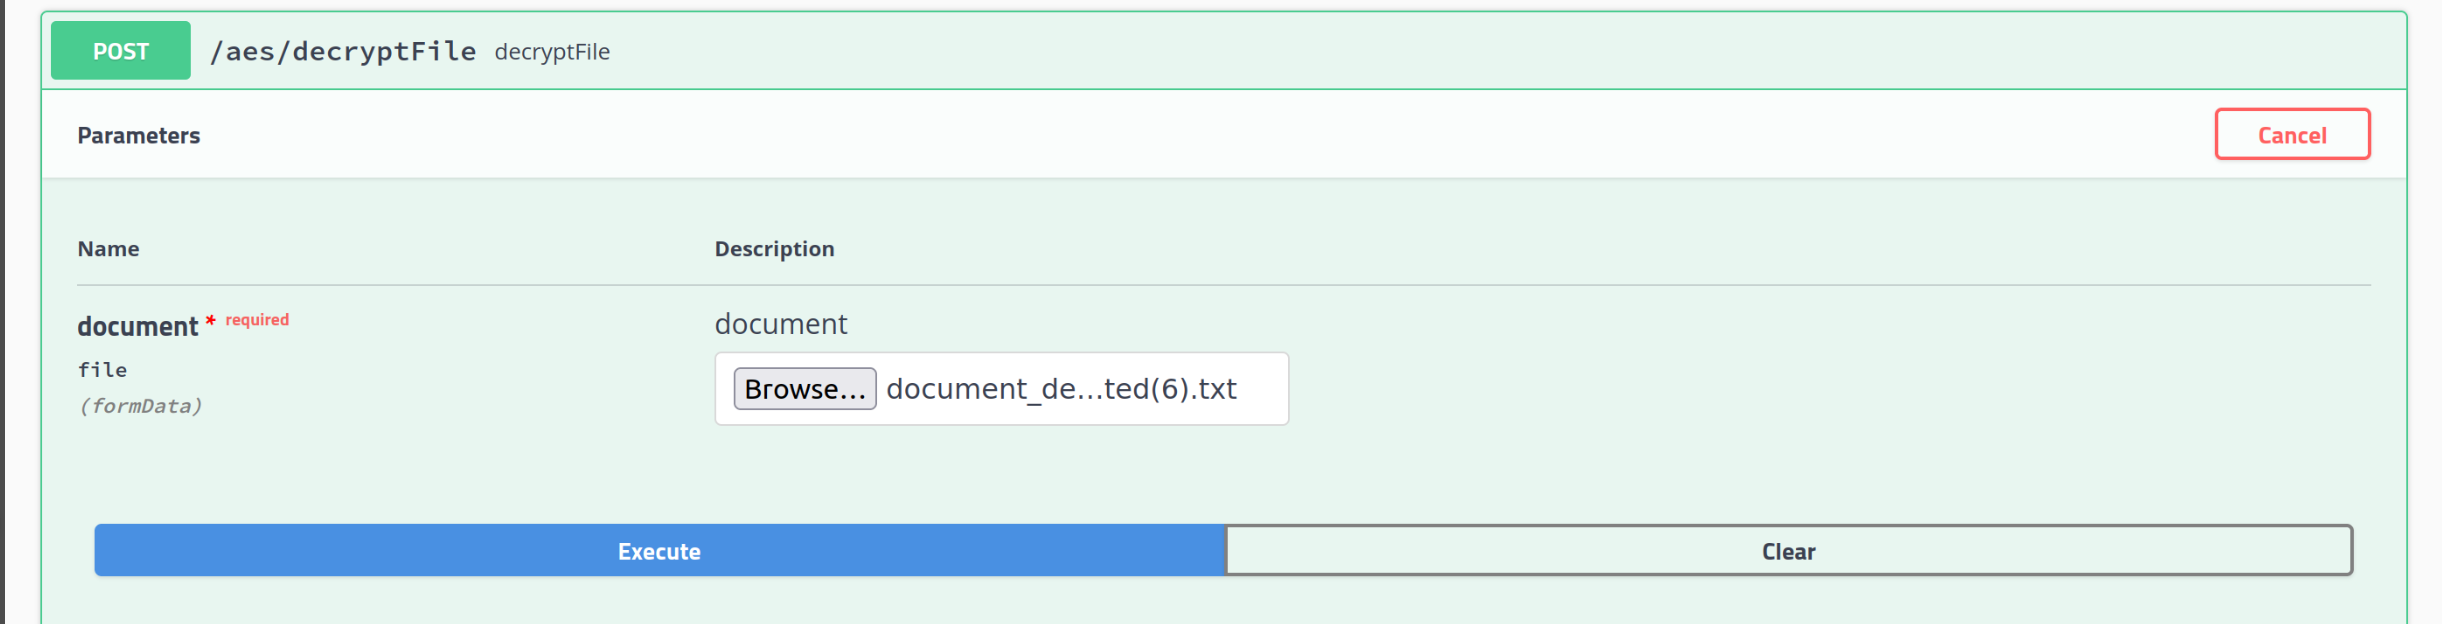 POST /aes/decryptFile decryptFile
Parameters Cancel
Name Description
document * required document
file Browse... document_de...ted(6).txt
(formData)
Execute Clear